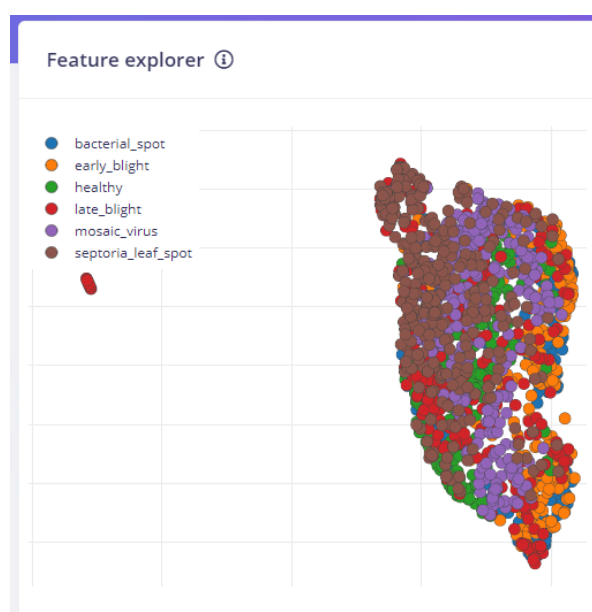 Feature explorer
bacterial_spot
early_blight
healthy
late_blight
mosaic_virus
septoria_leaf_spot